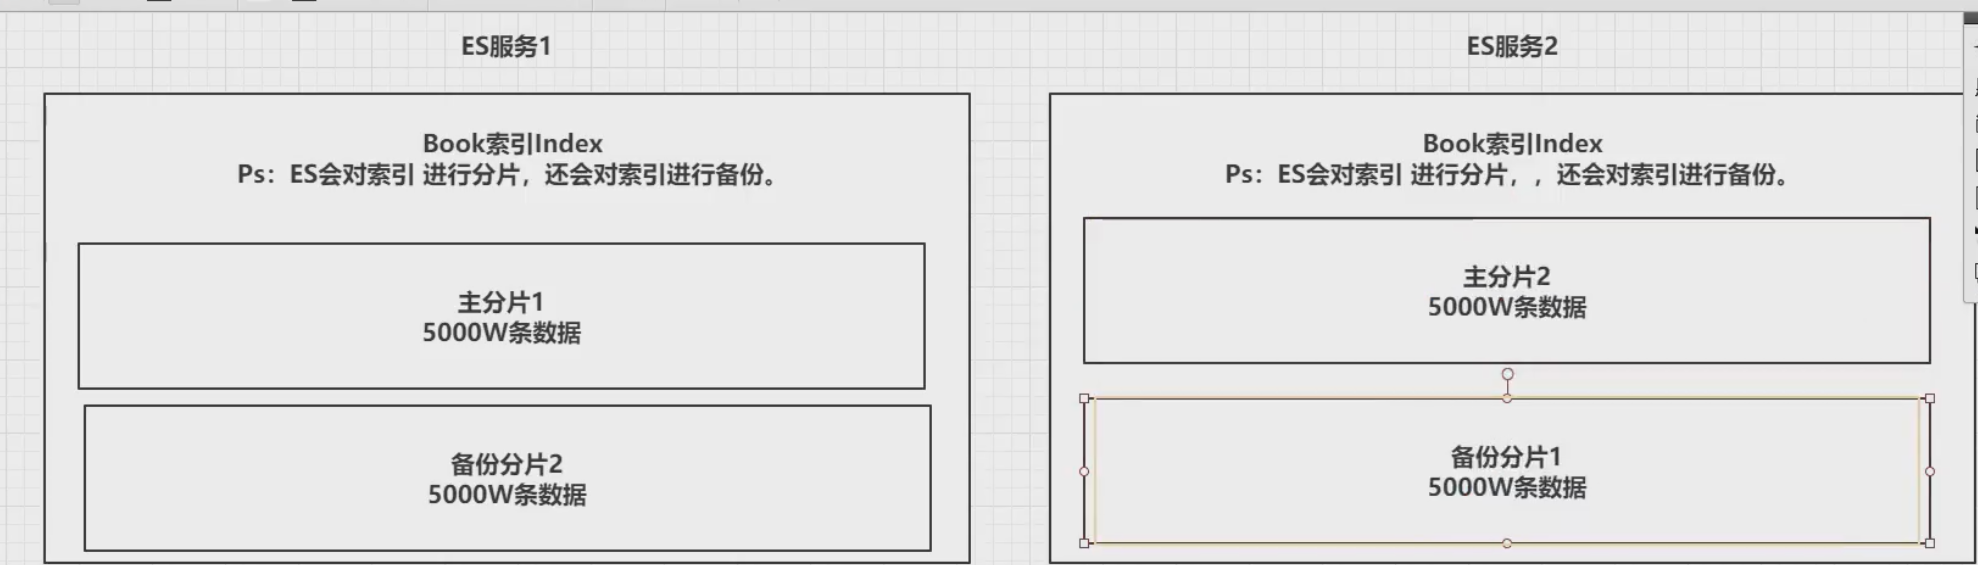 ES服务1
Book索引Index
Ps：ES会对索引 进行分片，还会对索引进行备份。
主分片1
5000W条数据
备份分片2
5000W条数据
ES服务2
Book索引Index
Ps：ES会对索引 进行分片，，还会对索引进行备份。
主分片2
5000W条数据
备份分片1
5000W条数据